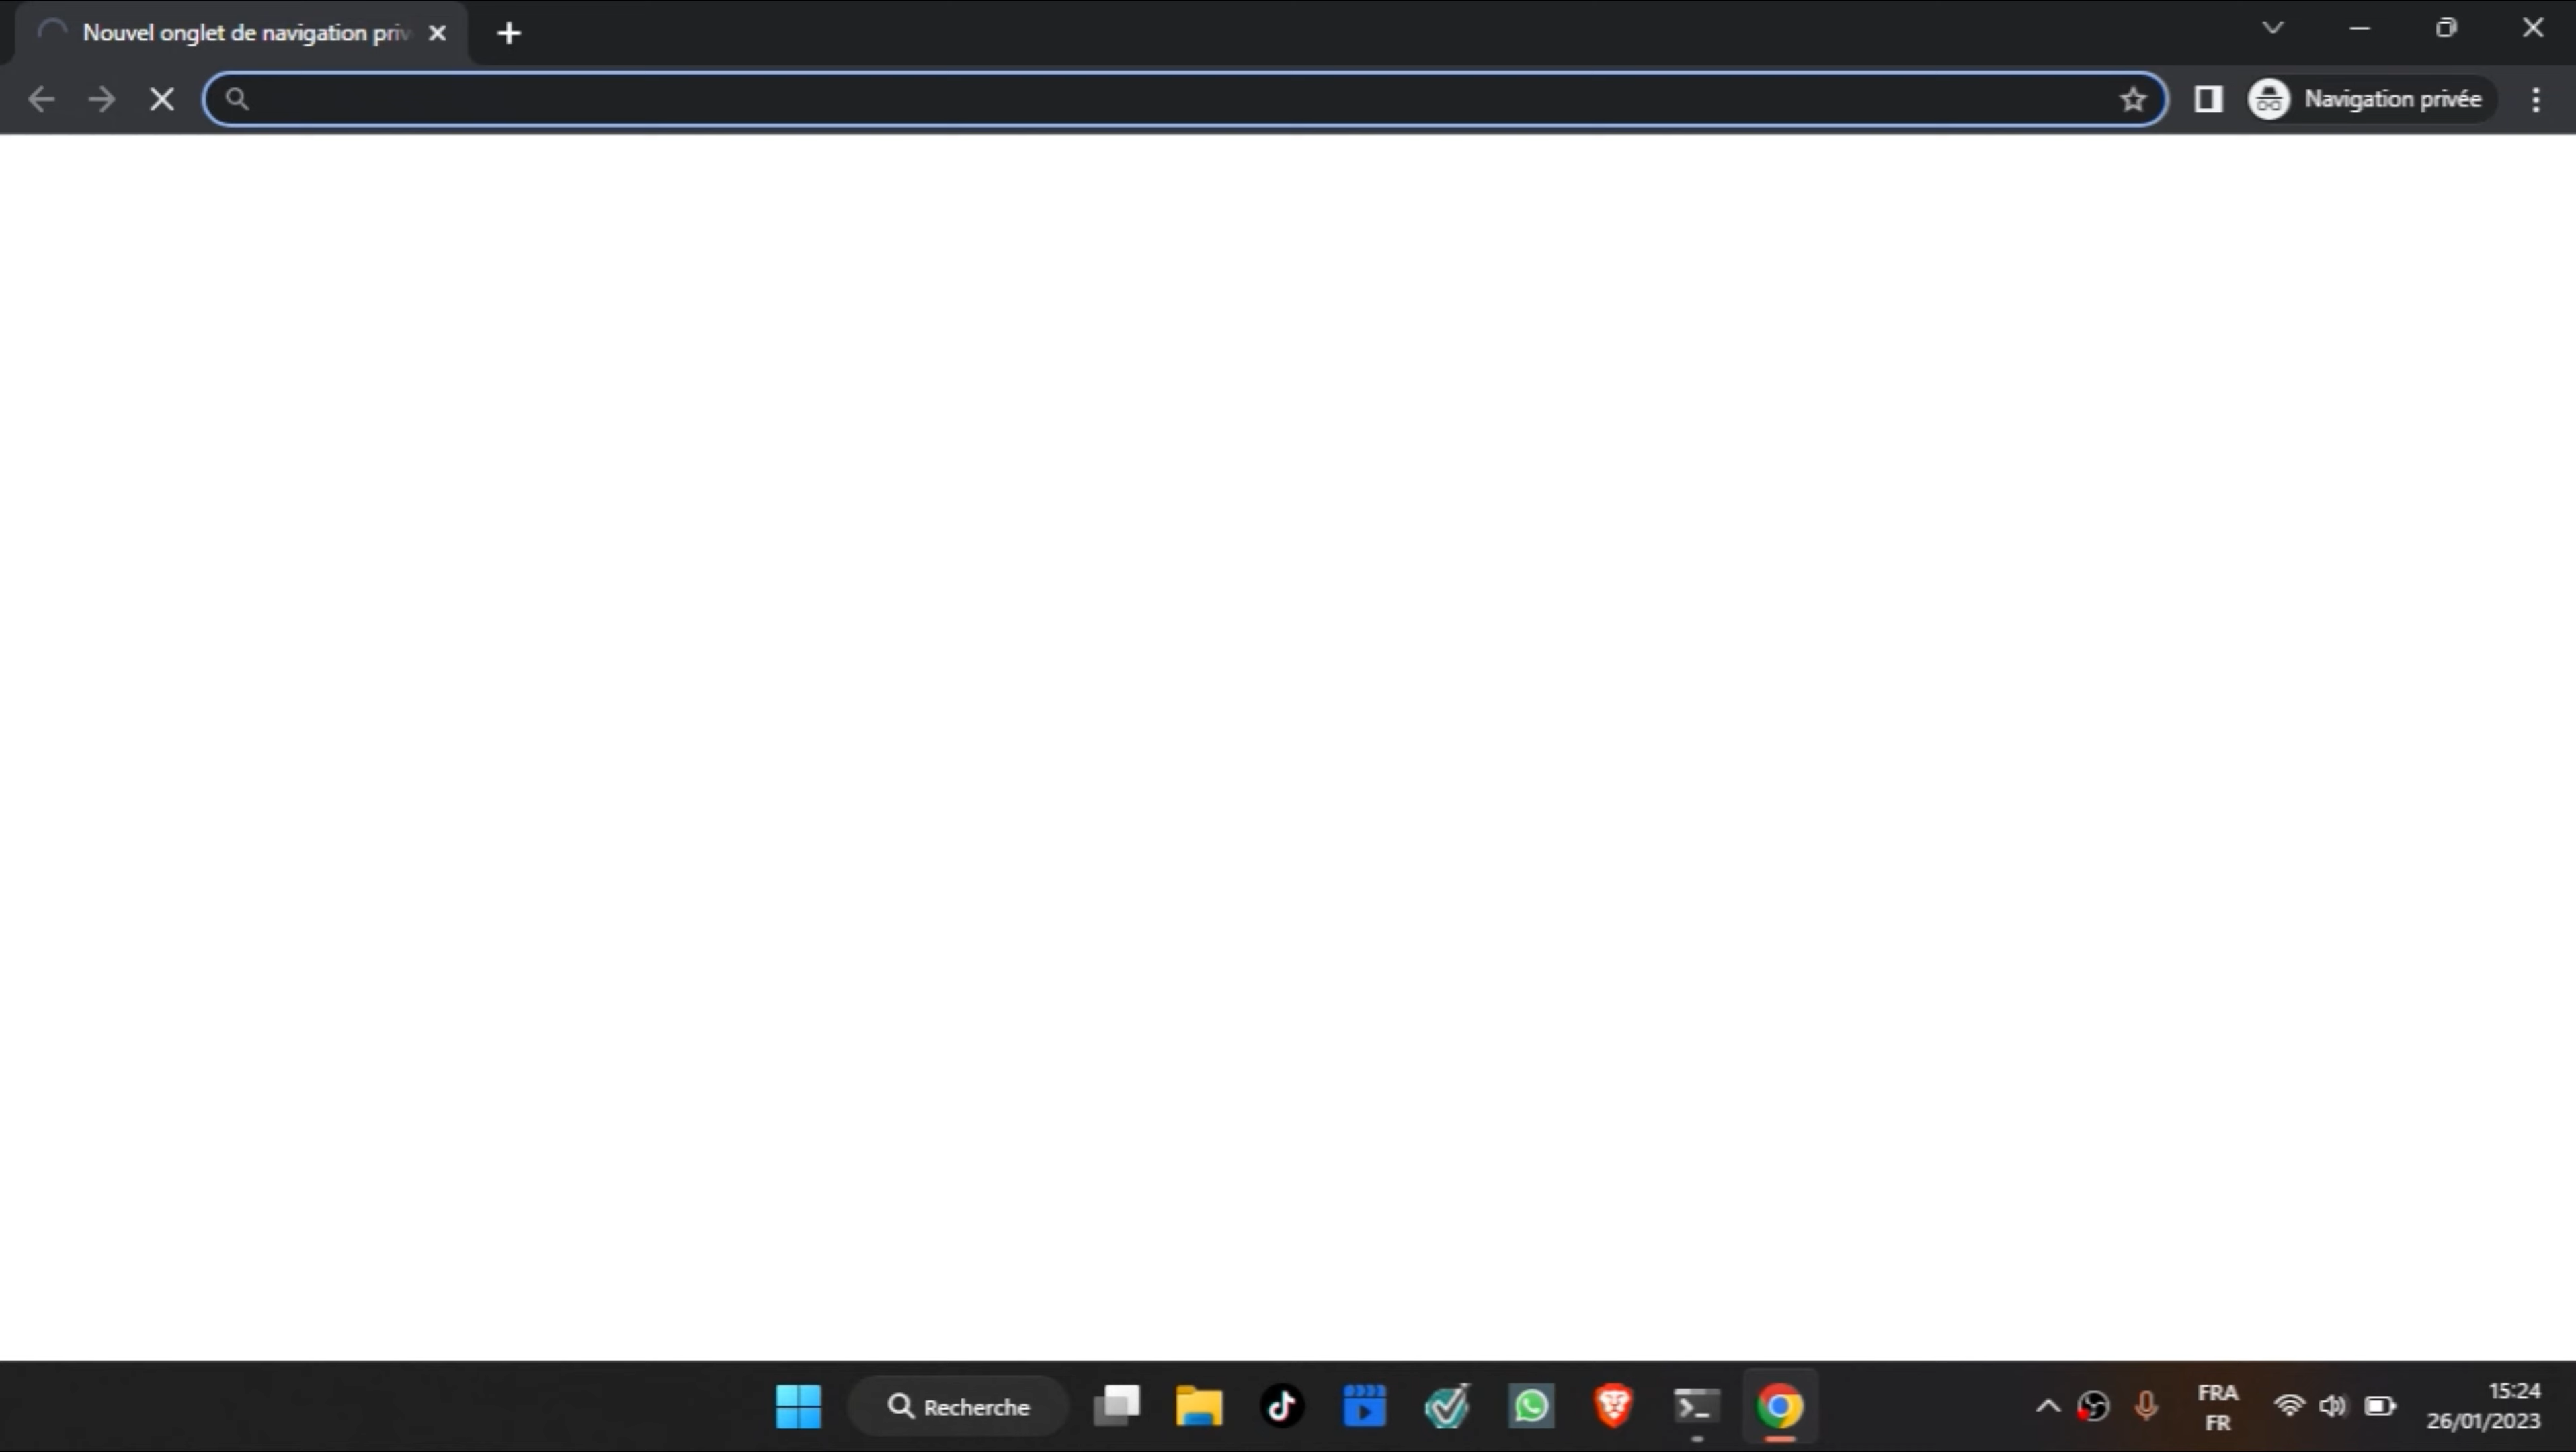 Nouvel onglet de navigation priv
Navigation privée
Recherche
FRA
FR
15:24
26/01/2023